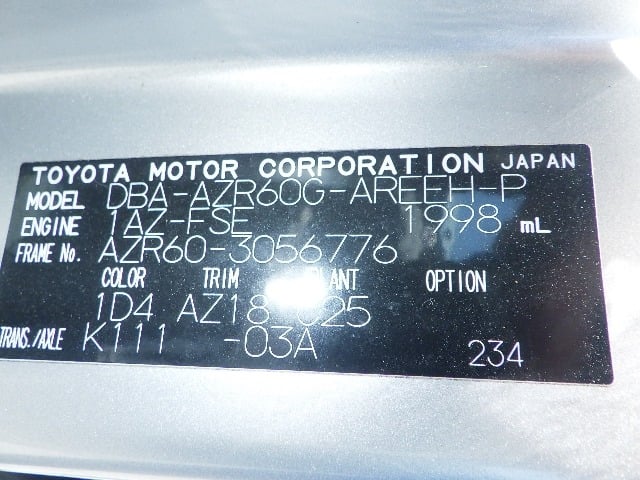 TOYOTA MOTOR CORPORATION JAPAN
MODEL DBA-AZR60G-AREEH-P
ENGINE 1AZ-FSE 1998 mL
FRAME No. AZR60-3056776
COLOR TRIM OPTION
1D4 AZ18
TRANS./AXLE K111 -03A 234